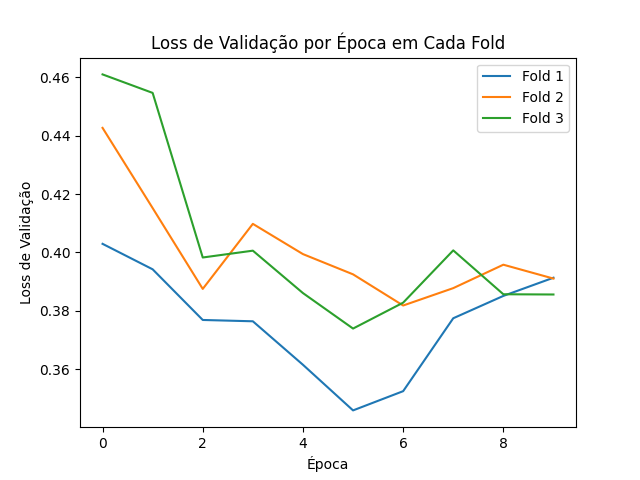 Loss de Validação por Época em Cada Fold
Fold 1
Fold 2
Fold 3
Loss de Validação
0.46
0.44
0.42
0.40
0.38
0.36
0
2
4
6
8
Época